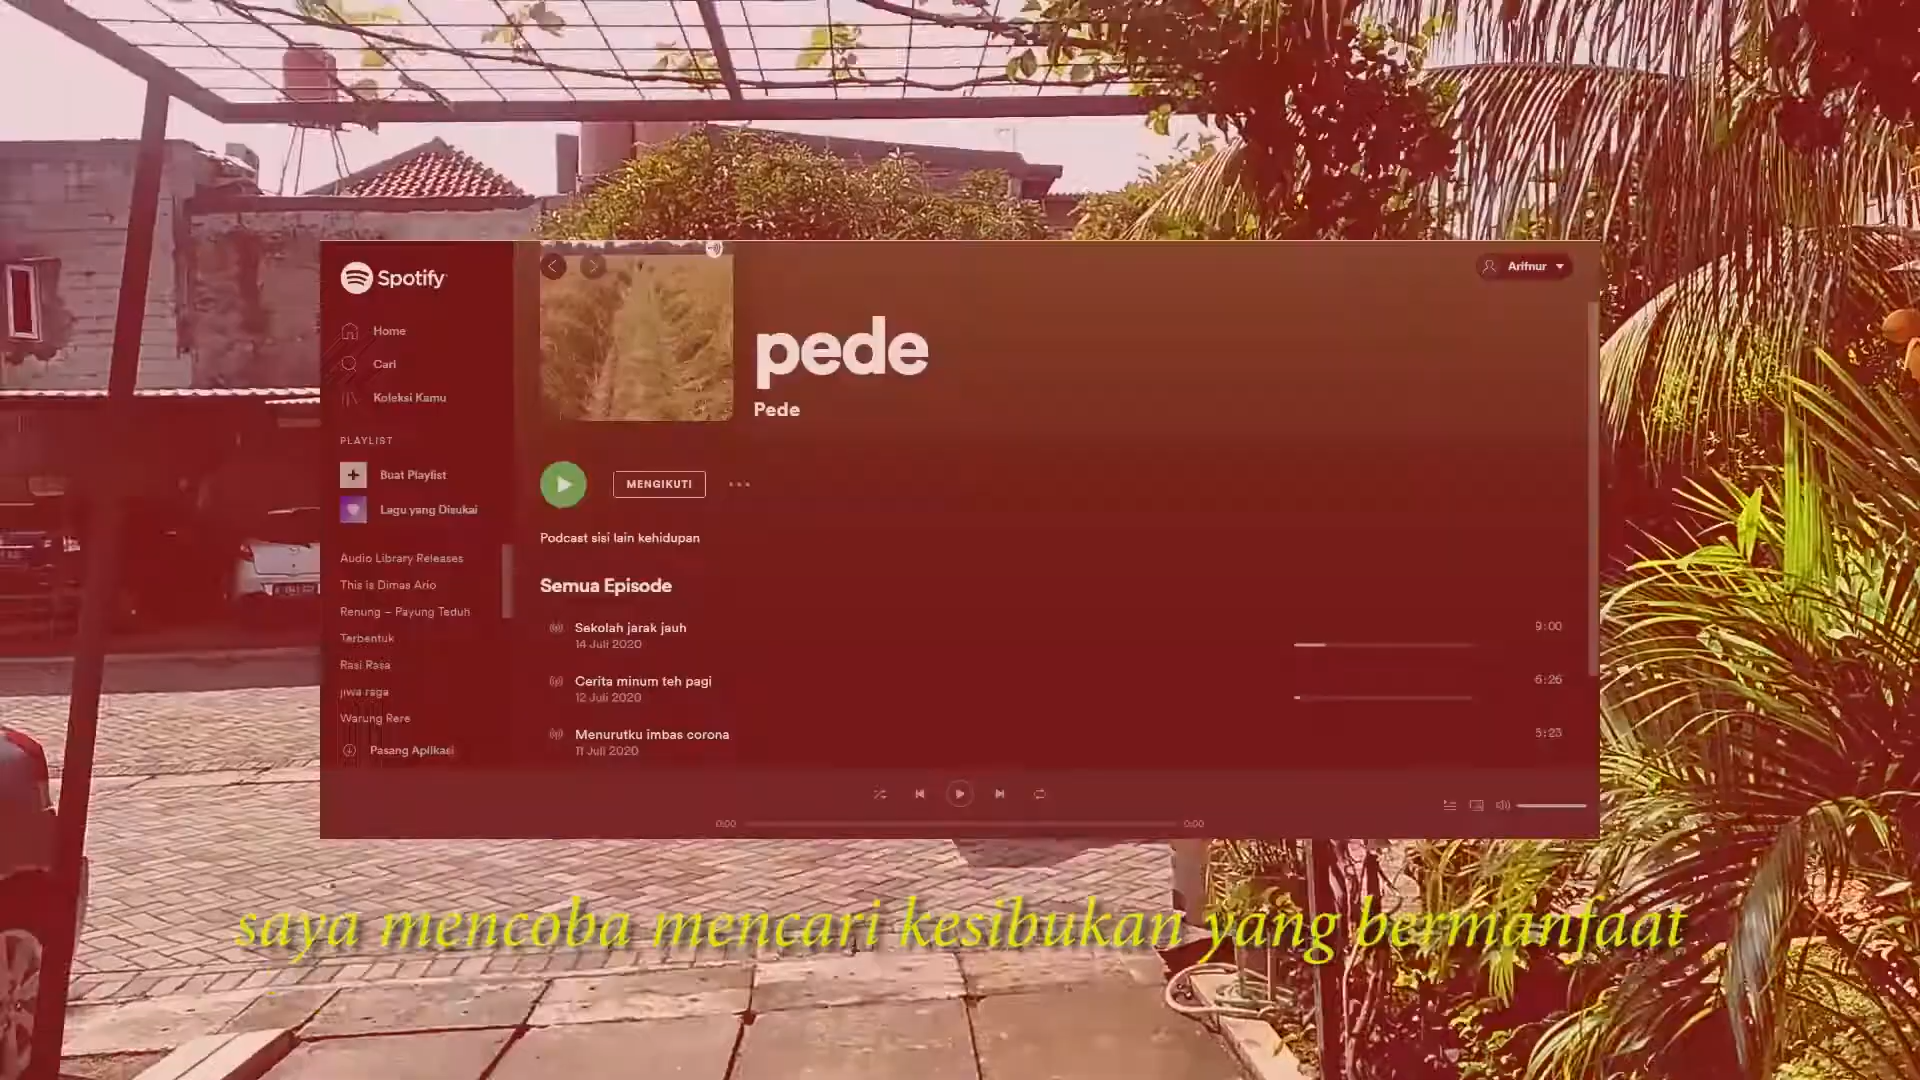 Spotify
Home
Cari
Koleksi Kamu
PLAYLIST
Buat Playlist
Lagu yang Disukai
Audio Library Releases
This is Dimas Ario
Renung – Payung Teduh
Terbentuk
Rasi Rasa
jiwa raga
Warung Rere
Pasang Aplikasi
Arifnur
pede
Pede
MENGIKUTI
Podcast sisi lain kehidupan
Semua Episode
Sekolah jarak jauh
14 Juli 2020
9:00
Cerita minum teh pagi
12 Juli 2020
6:26
Menurutku imbas corona
11 Juli 2020
5:23
0:00
0:00
saya mencoba mencari kesibukan yang bermanfaat